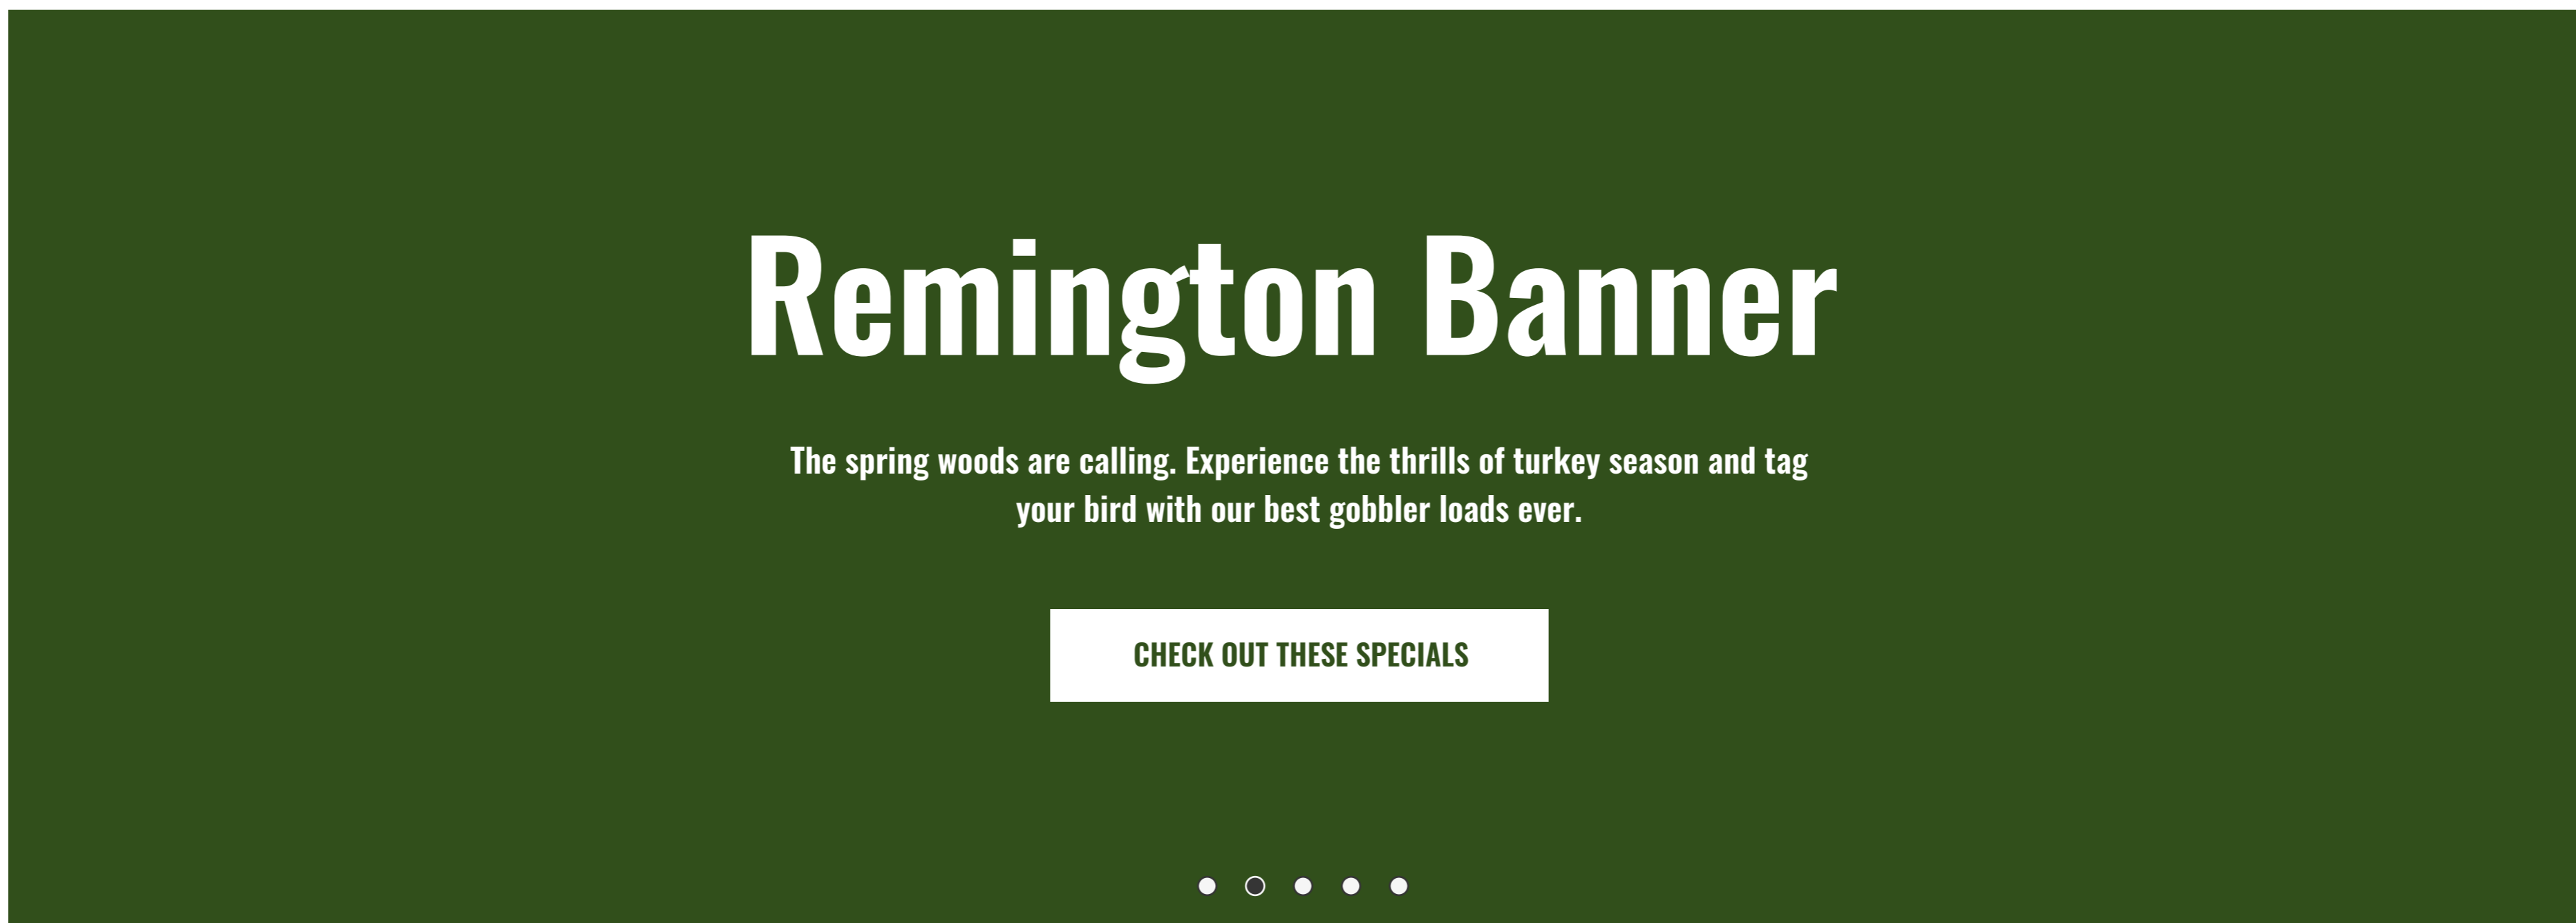 Remington Banner
The spring woods are calling. Experience the thrills of turkey season and tag
your bird with our best gobbler loads ever.
CHECK OUT THESE SPECIALS